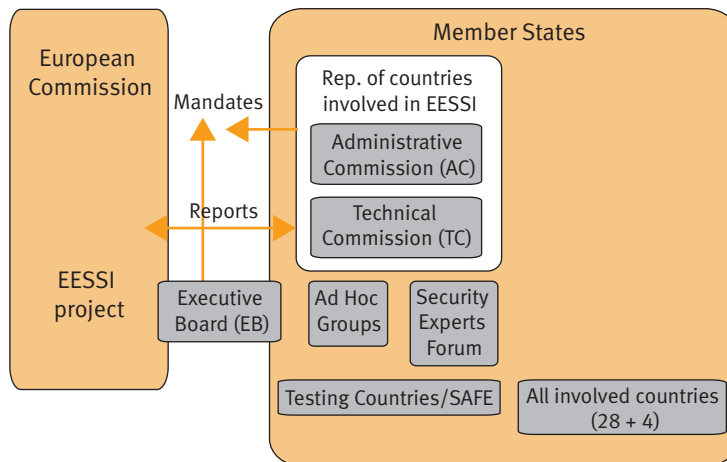 European
Commission
EESSI
project
Mandates
Reports
Executive
Board (EB)
Member States
Rep. of countries
involved in EESSI
Administrative
Commission (AC)
Technical
Commission (TC)
Ad Hoc
Groups
Security
Experts
Forum
Testing Countries/SAFE
All involved countries
(28 + 4)